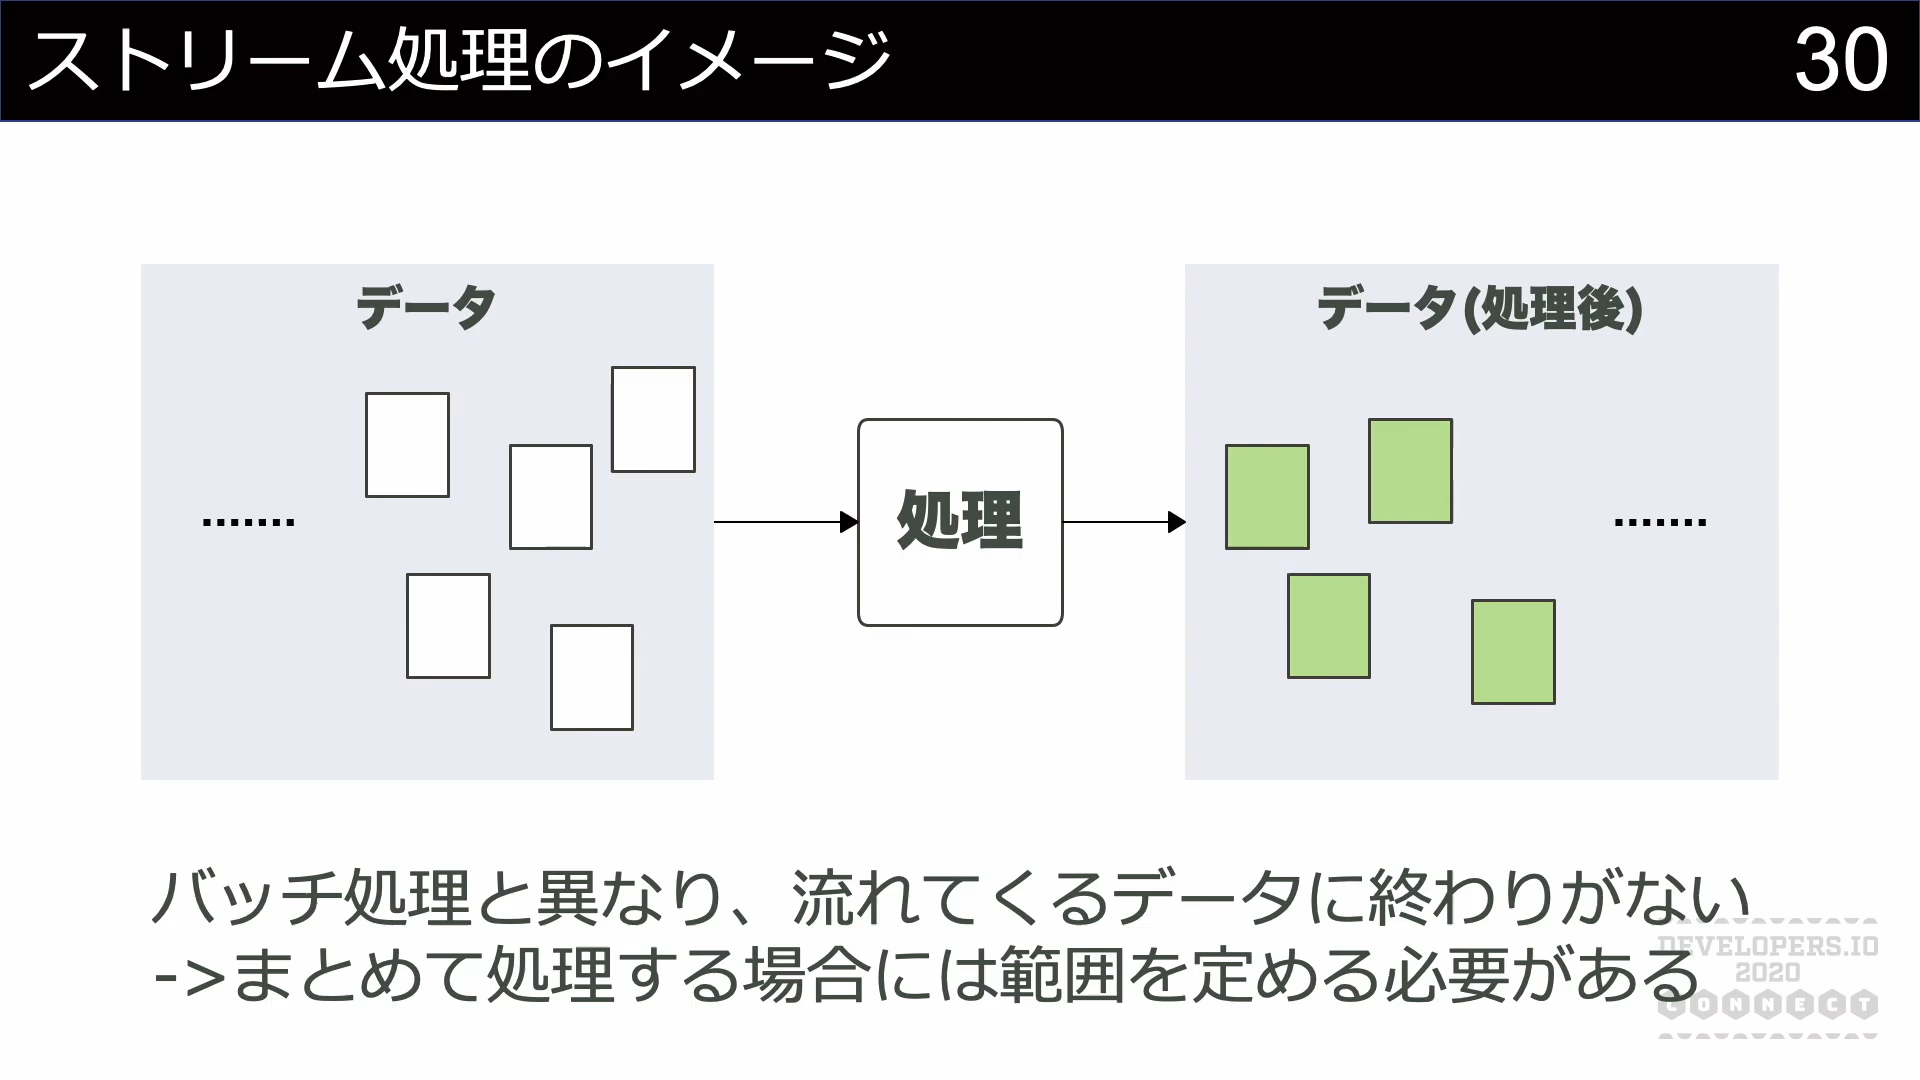 ストリーム処理のイメージ
30
データ
データ(処理後)
.......
処理
.......
バッチ処理と異なり、流れてくるデータに終わりがない
->まとめて処理する場合には範囲を定める必要がある
DEVELOPERS.IO
2020
CONNECT